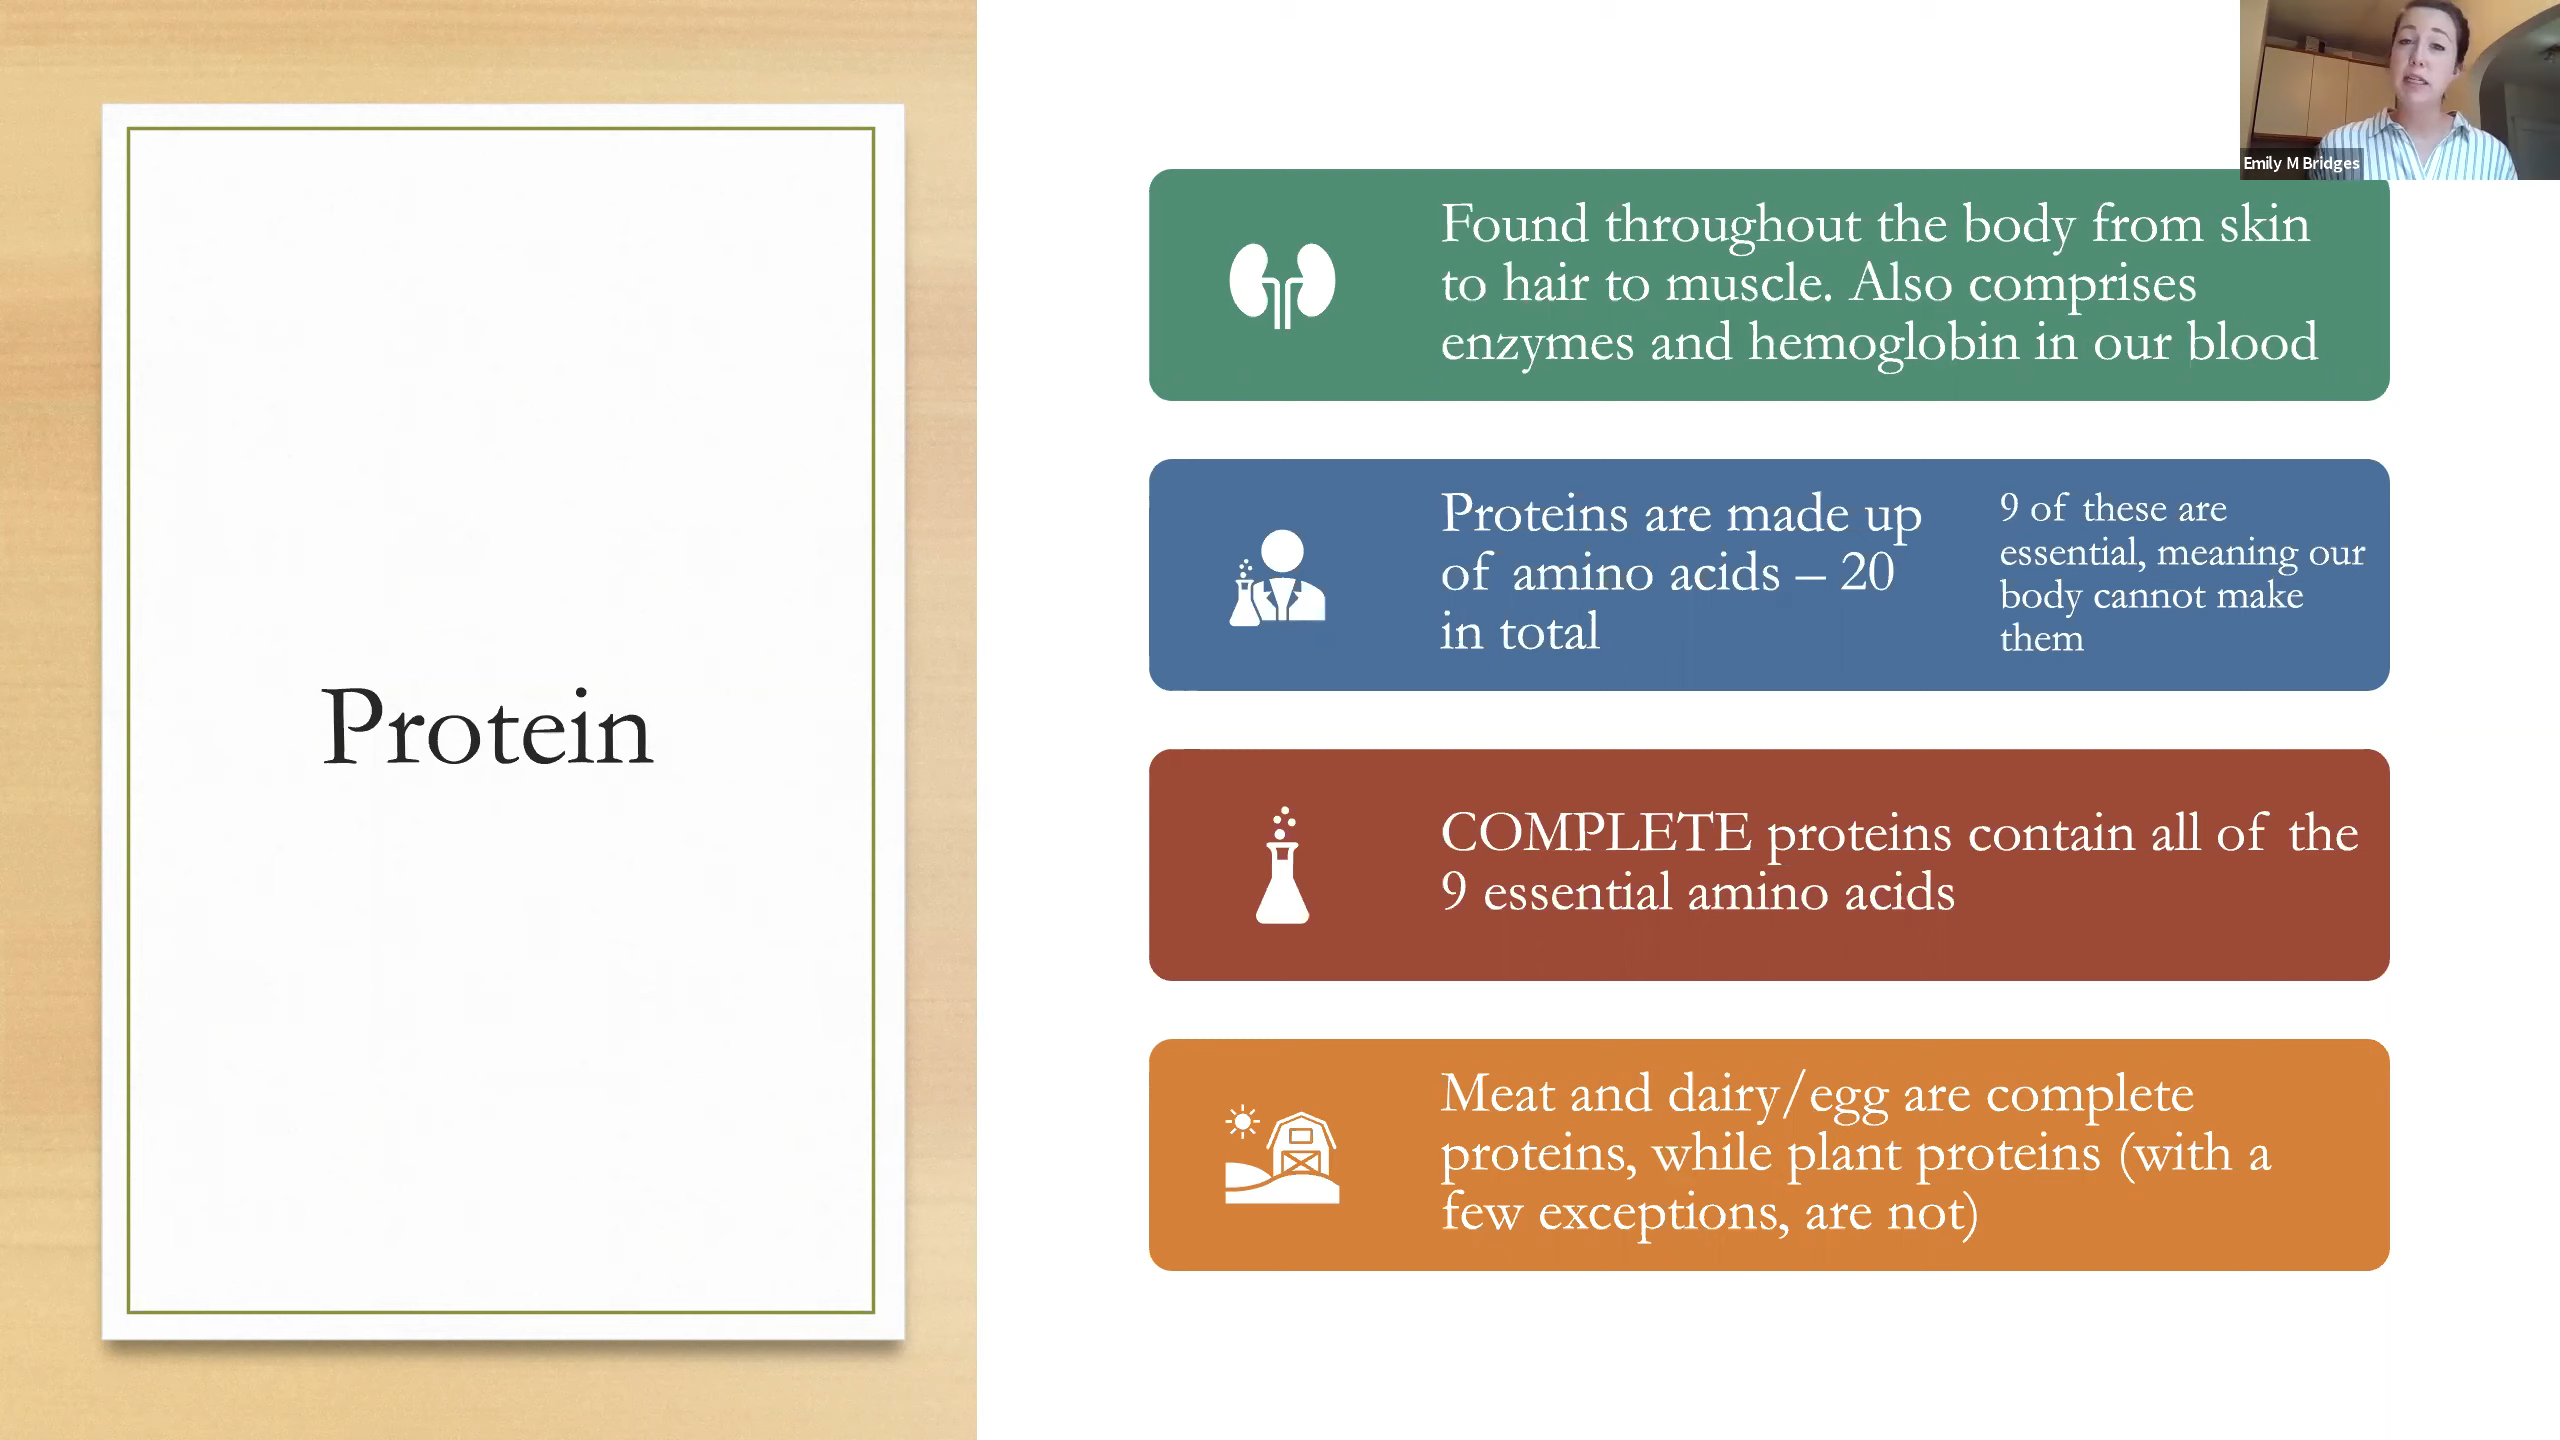 Emily M Bridges
Protein
Found throughout the body from skin
to hair to muscle. Also comprises
enzymes and hemoglobin in our blood
Proteins are made up
of amino acids – 20
in total
9 of these are
essential, meaning our
body cannot make
them
COMPLETE proteins contain all of the
9 essential amino acids
Meat and dairy/egg are complete
proteins, while plant proteins (with a
few exceptions, are not)